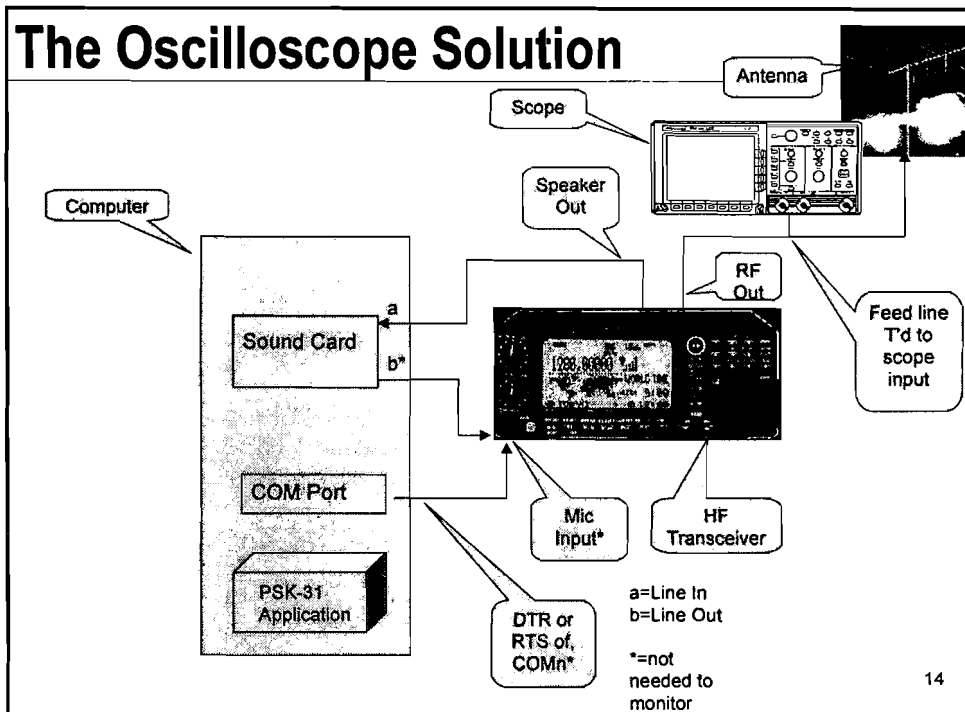 The Oscilloscope Solution
Antenna
Scope
Speaker
Out
Computer
RF
Out
a
Sound Card
b*
Feed line
T'd to
scope
input
COM Port
Mic
Input*
HF
Transceiver
PSK-31
Application
DTR or
RTS of,
COMn*
a=Line In
b=Line Out
*=not
needed to
monitor
14